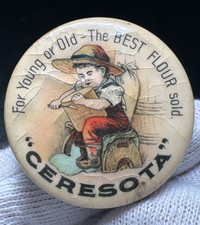 For Young or Old - The BEST FLOUR sold.
"CERESOTA"